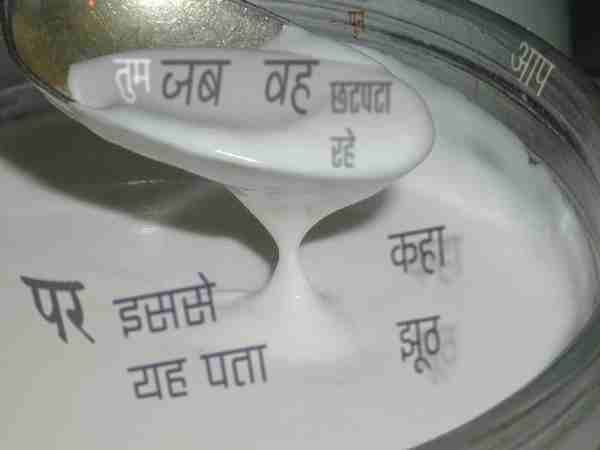 आप
तुम जब वह छटपटा
रहे
कहा
पर इससे
झूठ
यह पता